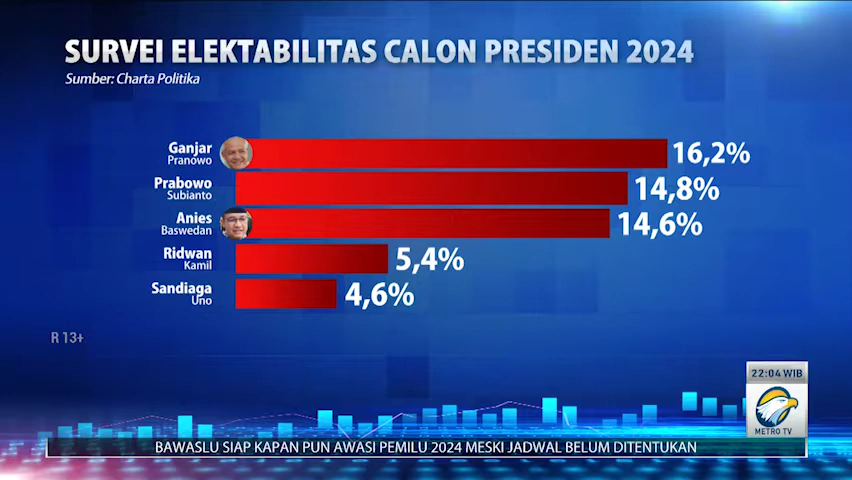 SURVEI ELEKTABILITAS CALON PRESIDEN 2024
Sumber: Charta Politika
Ganjar
Pranowo
16,2%
Prabowo
Subianto
14,8%
Anies
Baswedan
14,6%
Ridwan
Kamil
5,4%
Sandiaga
Uno
4,6%
R 13+
22:04 WIB
METRO TV
BAWASLU SIAP KAPAN PUN AWASI PEMILU 2024 MESKI JADWAL BELUM DITENTUKAN